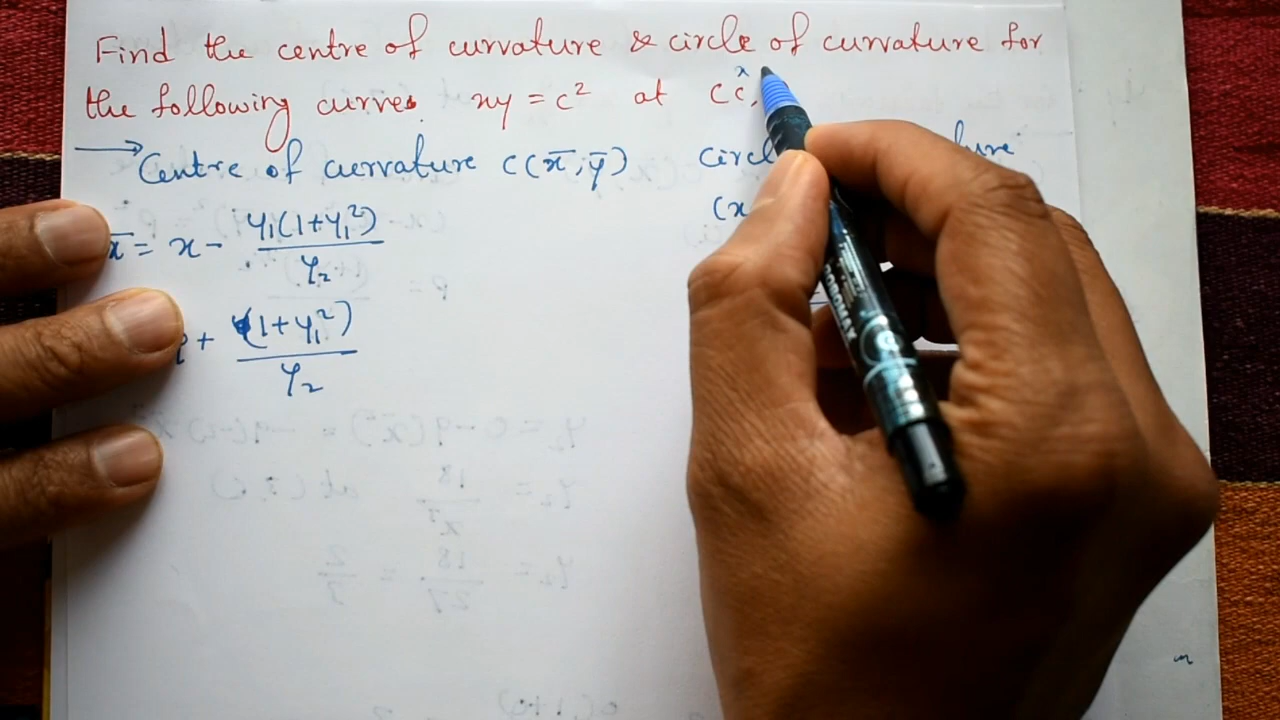 Find the centre of curvature & circle of curvature for
the following curves xy = c² at (c,
x
→ Centre of curvature C(x̄, ȳ)
x̄ = x - y₁(1+y₁²)
y₂
+ (1+y₁²)
y₂
(x
ROBOMAX